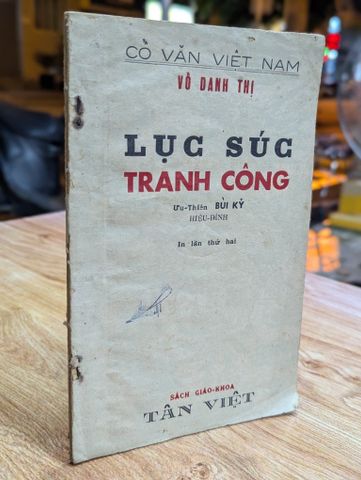 CỔ VĂN VIỆT NAM
VÔ DANH THỊ
LỤC SÚC
TRANH CÔNG
Ưu-Thiên BÙI KỶ
HIỆU-ĐÍNH
In lần thứ hai
SÁCH GIÁO-KHOA
TÂN VIỆT